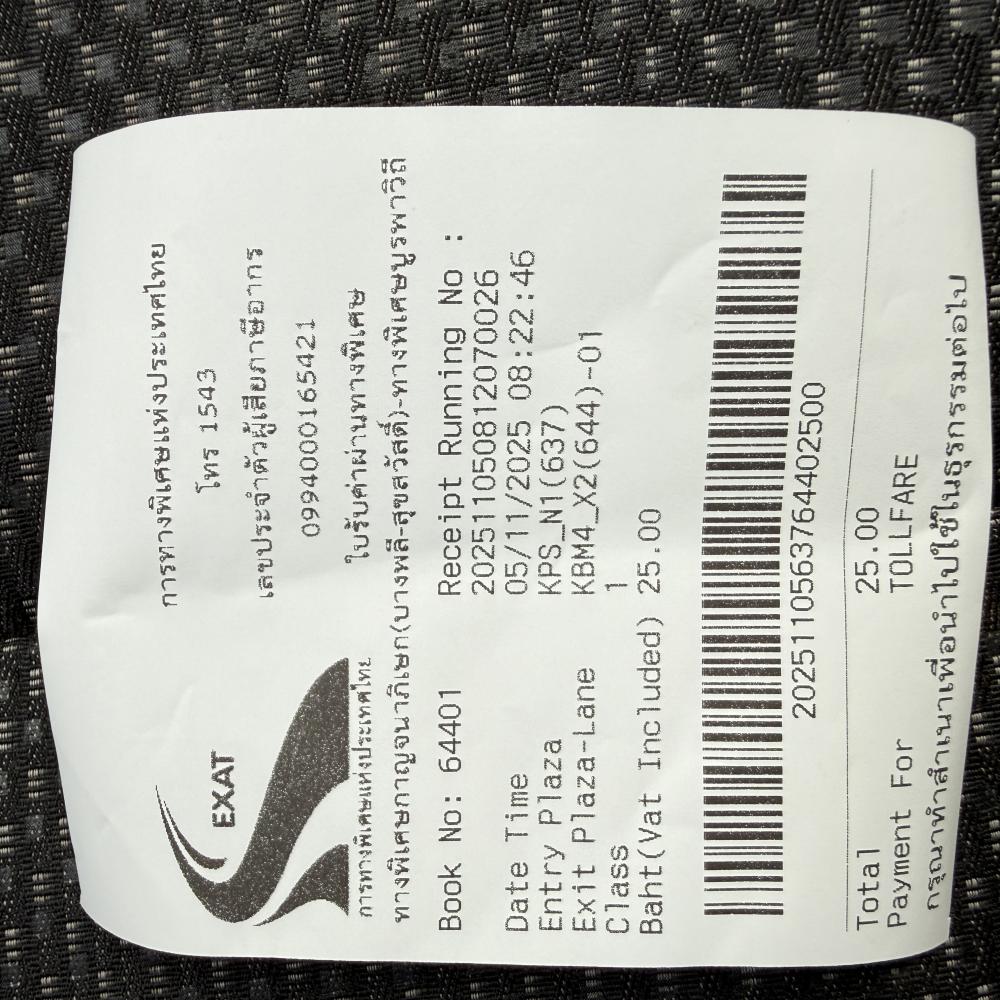 EXAT
การทางพิเศษแห่งประเทศไทย
การทางพิเศษแห่งประเทศไทย
โทร 1543
เลขประจำตัวผู้เสียภาษีอากร
0994000165421
ใบรับค่าผ่านทางพิเศษ
ทางพิเศษกาญจนาภิเษก(บางพลี-สุขสวัสดิ์)-ทางพิเศษบูรพาวิถี
Book No: 64401 Receipt Running No :
2025110508120700​26
Date Time 05/11/2025 08:22:46
Entry Plaza KPS_N1(637)
Exit Plaza-Lane KBM4_X2(644)-01
Class 1
Baht(Vat Included) 25.00
2025110563764402500
Total 25.00
Payment For TOLLFARE
กรุณาทำสำเนาเพื่อนำไปใช้ในธุรกรรมต่อไป